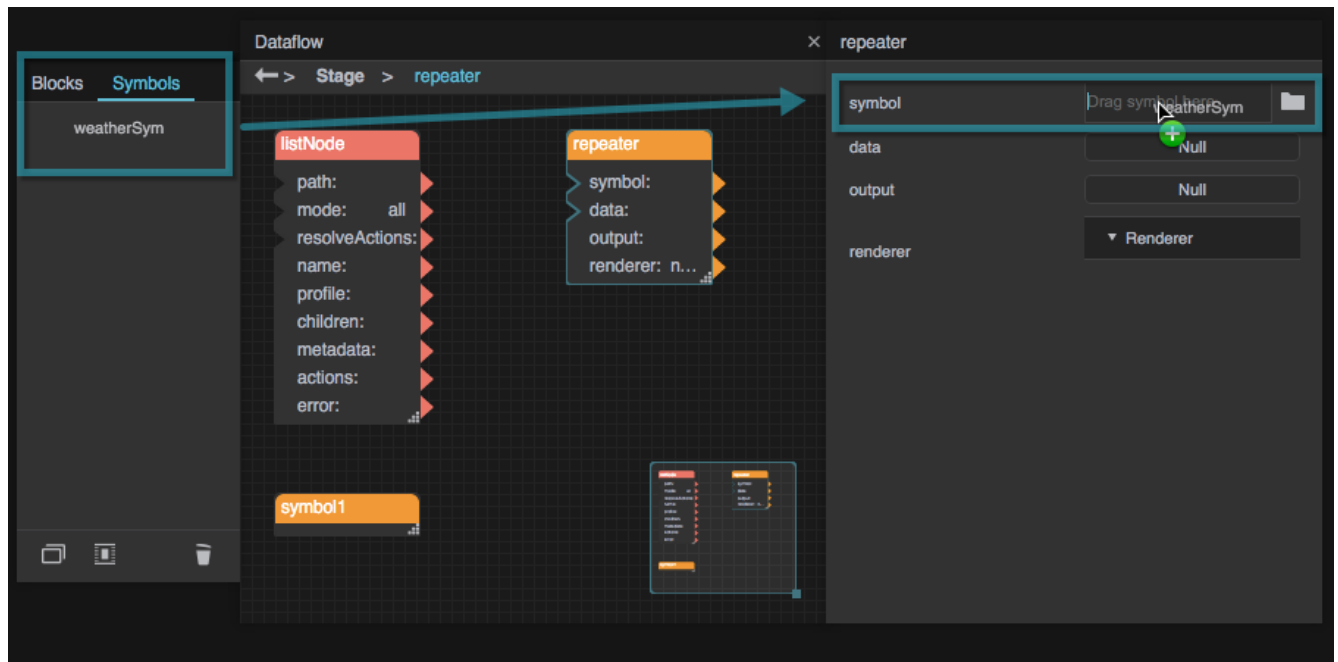 Dataflow
×
repeater
Blocks
Symbols
weatherSym
> Stage > repeater
symbol
Drag symbol here
weatherSym
data
Null
output
Null
renderer
Renderer
listNode
path:
mode: all
resolveActions:
name:
profile:
children:
metadata:
actions:
error:
repeater
symbol:
data:
output:
renderer: n...
symbol1